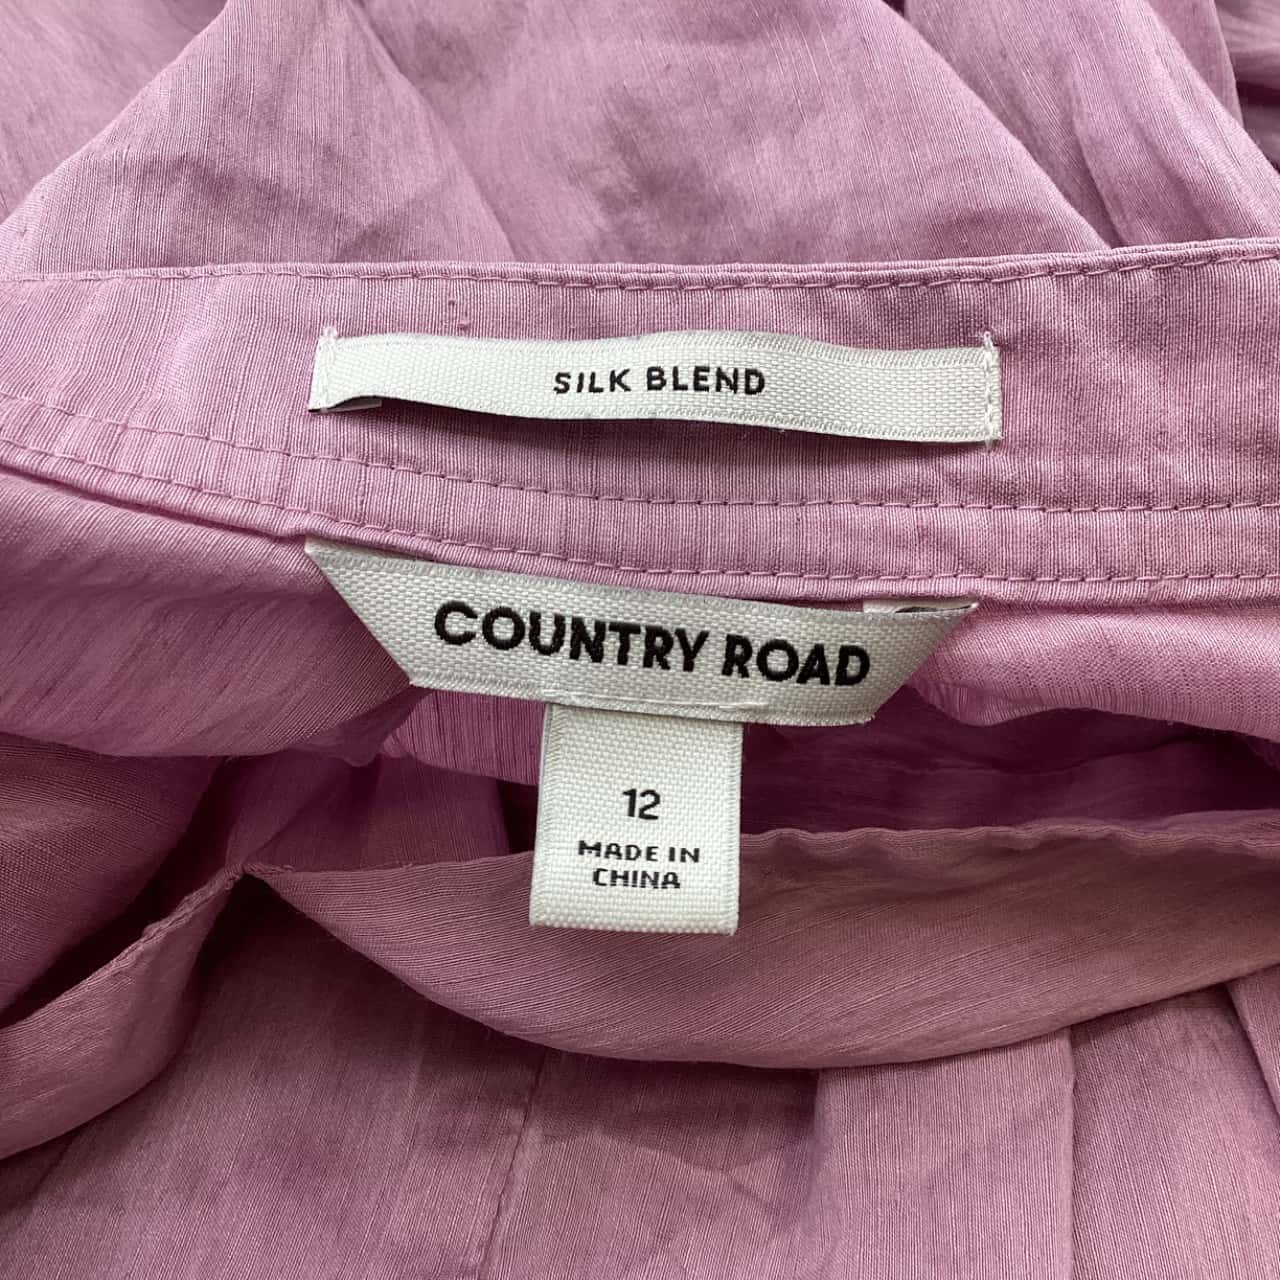 SILK BLEND
COUNTRY ROAD
12
MADE IN
CHINA